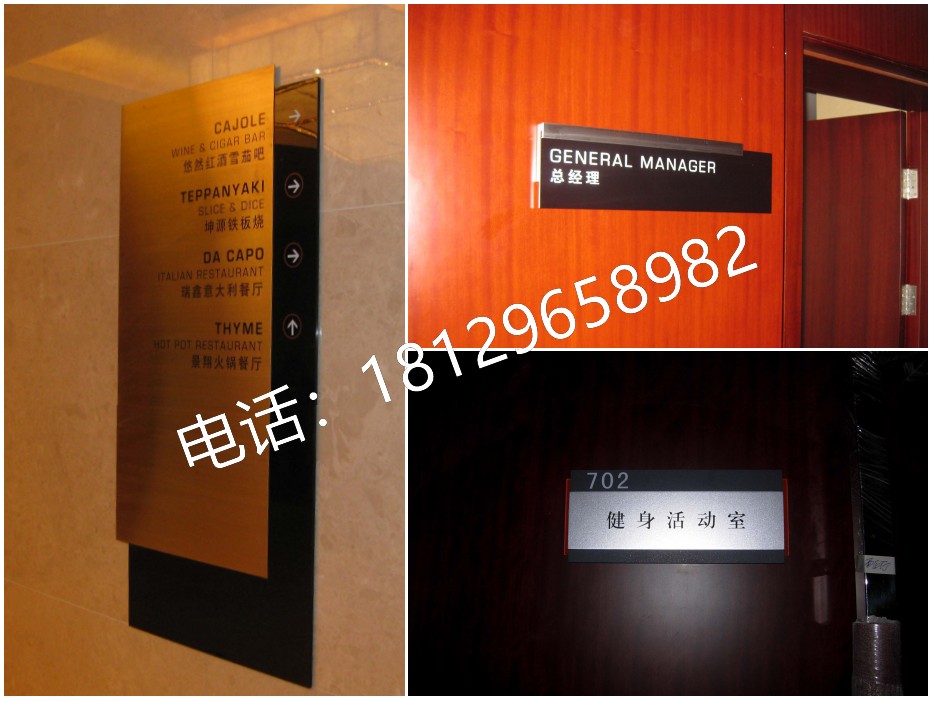 CAJOLE
WINE & CIGAR BAR
悠然红酒雪茄吧
TEPPANYAKI
SLICE & DICE
坤源铁板烧
DA CAPO
ITALIAN RESTAURANT
瑞鑫意大利餐厅
THYME
HOT POT RESTAURANT
景翔火锅餐厅
GENERAL MANAGER
总经理
电话：18129658982
702
健身活动室